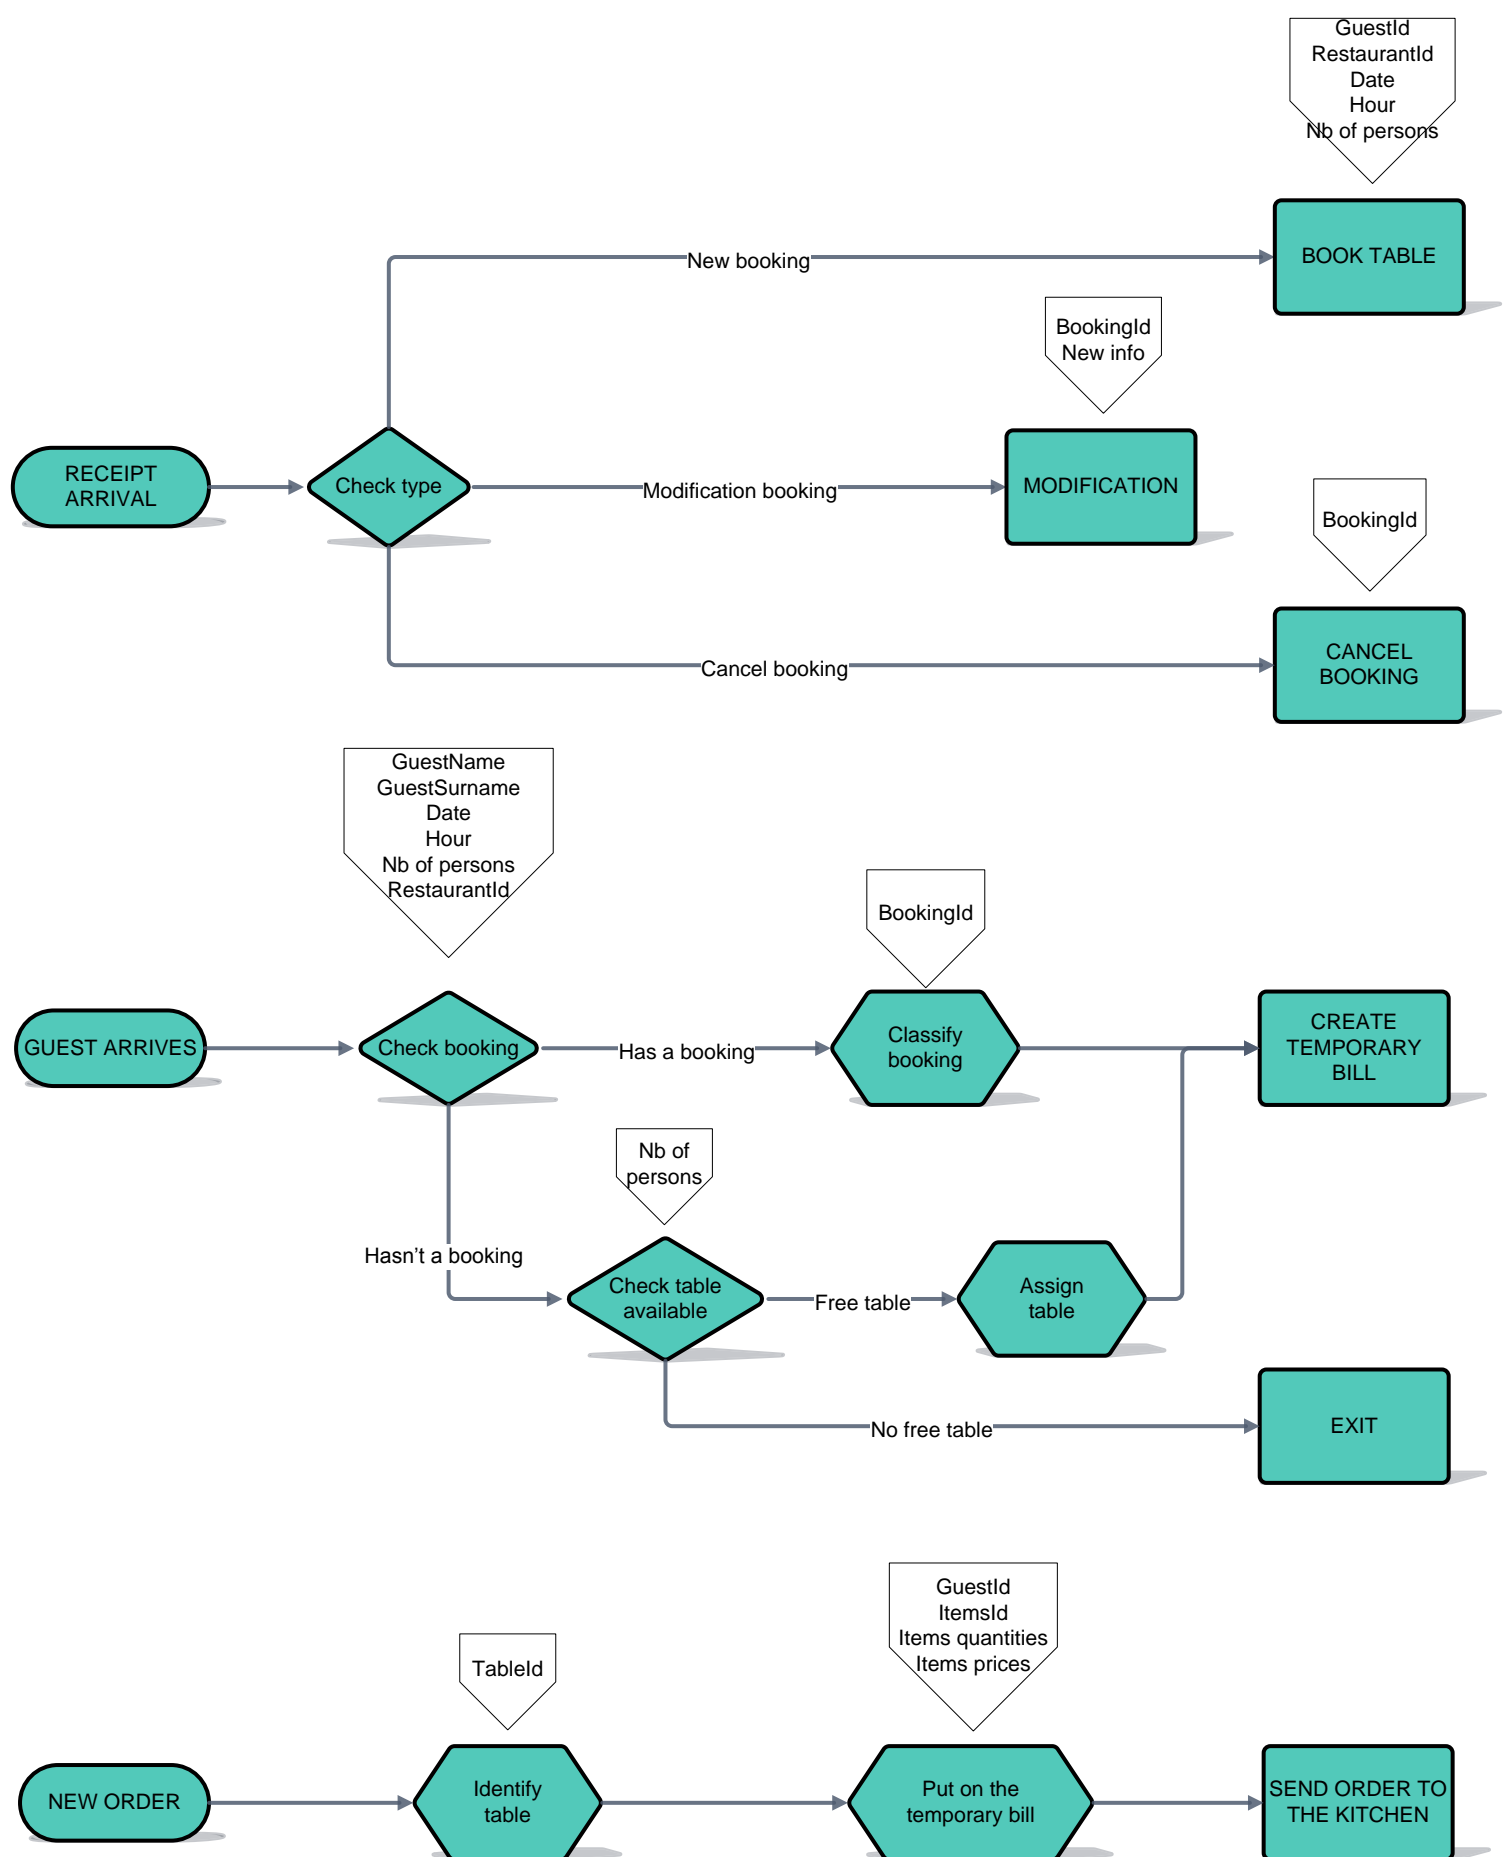 GuestId
RestaurantId
Date
Hour
Nb of persons
BOOK TABLE
New booking
BookingId
New info
RECEIPT
ARRIVAL
Check type
Modification booking
MODIFICATION
BookingId
Cancel booking
CANCEL
BOOKING
GuestName
GuestSurname
Date
Hour
Nb of persons
RestaurantId
BookingId
GUEST ARRIVES
Check booking
Has a booking
Classify
booking
CREATE
TEMPORARY
BILL
Nb of
persons
Hasn't a booking
Check table
available
Free table
Assign
table
No free table
EXIT
GuestId
ItemsId
Items quantities
Items prices
TableId
NEW ORDER
Identify
table
Put on the
temporary bill
SEND ORDER TO
THE KITCHEN